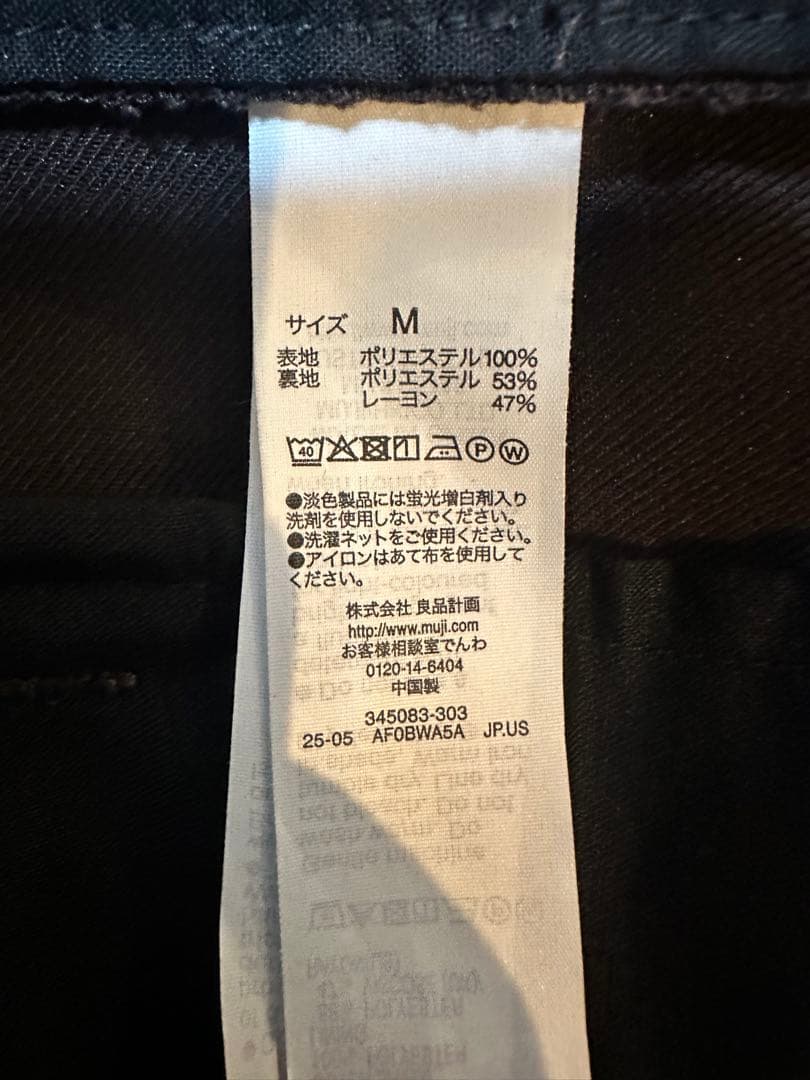 サイズ M
表地 ポリエステル100%
裏地 ポリエステル 53%
レーヨン 47%
40 P W
●淡色製品には蛍光増白剤入り
洗剤を使用しないでください。
●洗濯ネットをご使用ください。
●アイロンはあて布を使用して
ください。
株式会社 良品計画
http://www.muji.com
お客様相談室でんわ
0120-14-6404
中国製
345083-303
25-05 AF0BWA5A JP.US